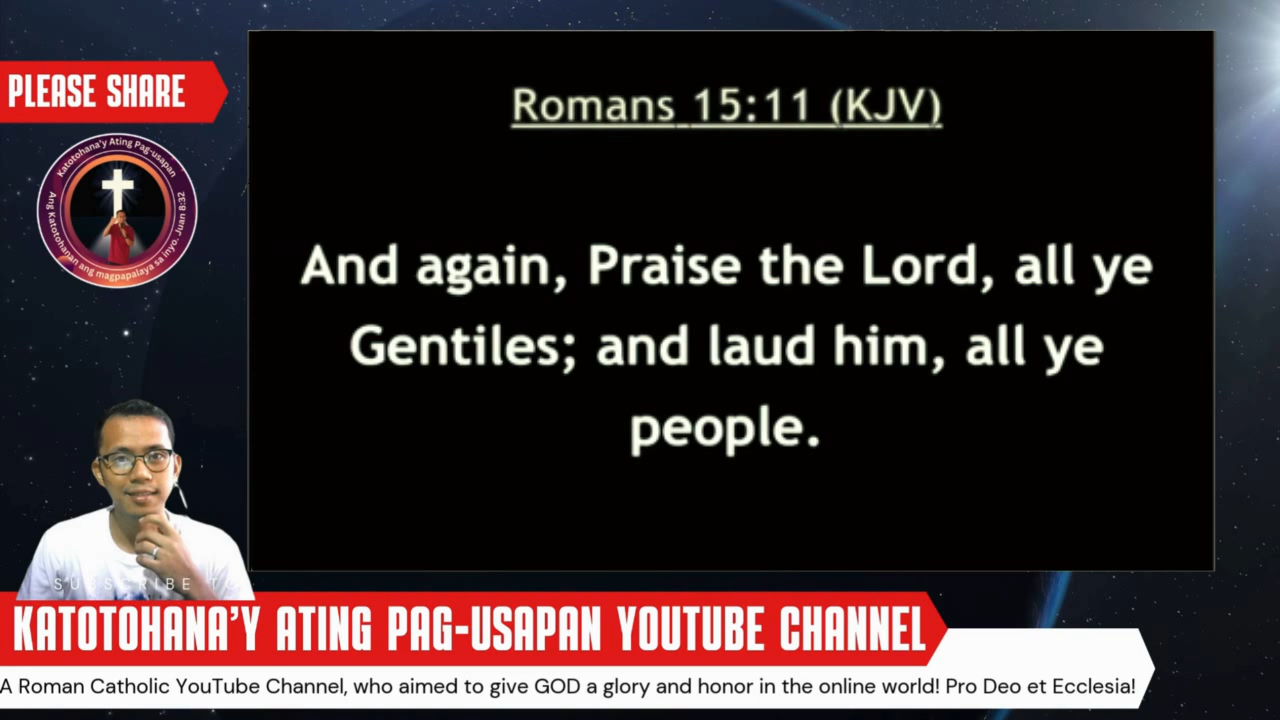 PLEASE SHARE
Katotohana'y Ating Pag-usapan
Ang Katotohanan ang magpapalaya sa inyo. Juan 8:32
Romans 15:11 (KJV)
And again, Praise the Lord, all ye
Gentiles; and laud him, all ye
people.
SUBSCRIBE TO
KATOTOHANA'Y ATING PAG-USAPAN YOUTUBE CHANNEL
A Roman Catholic YouTube Channel, who aimed to give GOD a glory and honor in the online world! Pro Deo et Ecclesia!